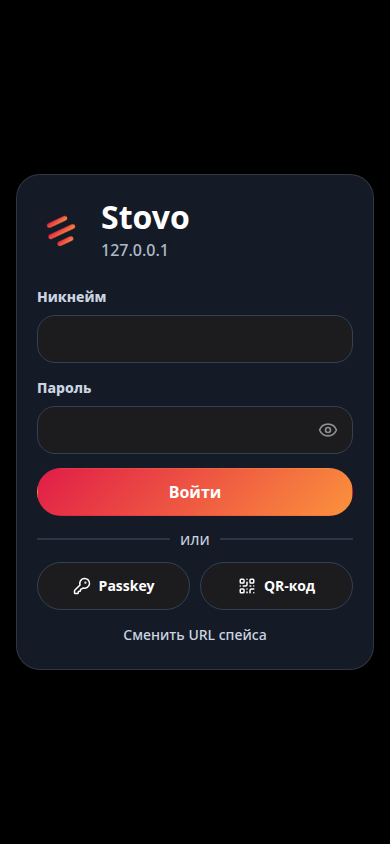 Stovo
127.0.0.1
Никнейм
Пароль
Войти
или
Passkey
QR-код
Сменить URL спейса